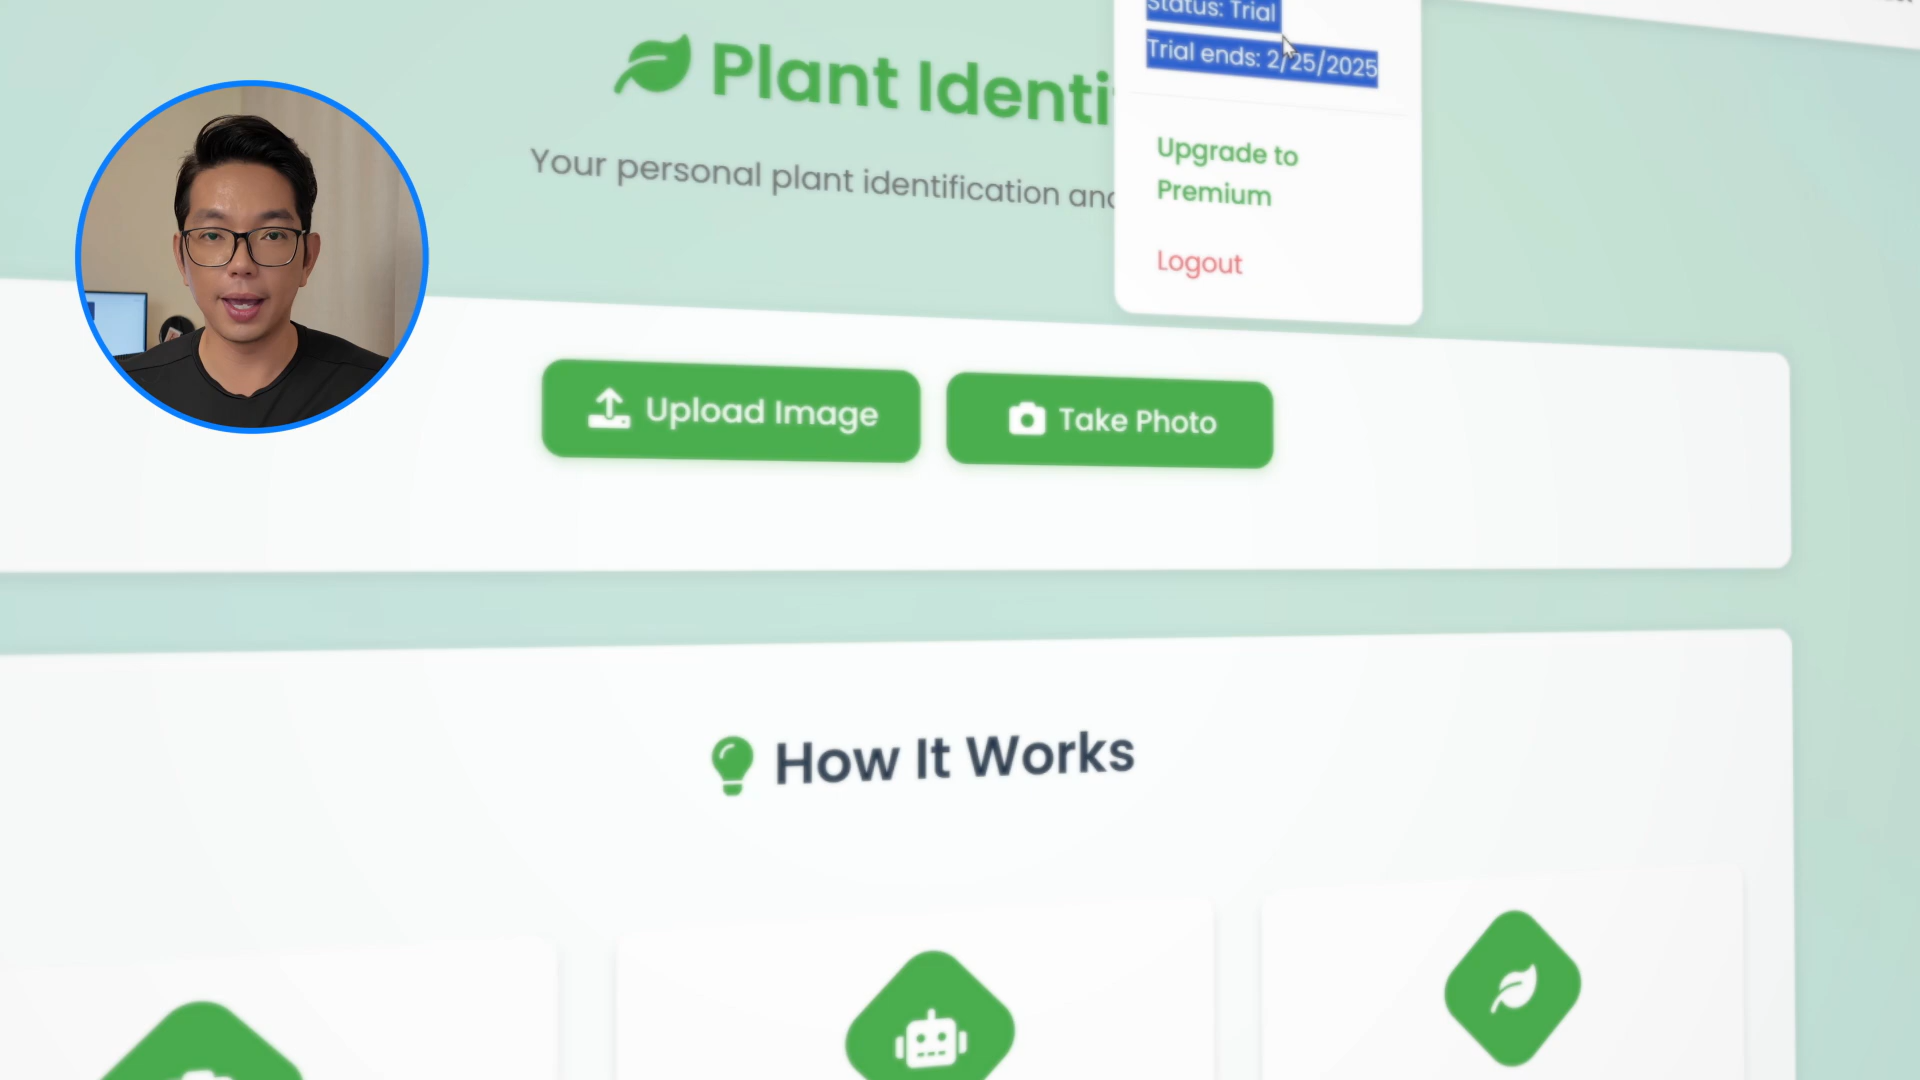 Status: Trial
Trial ends: 2/25/2025
Plant Identi
Your personal plant identification and
Upgrade to
Premium
Logout
Upload Image
Take Photo
How It Works